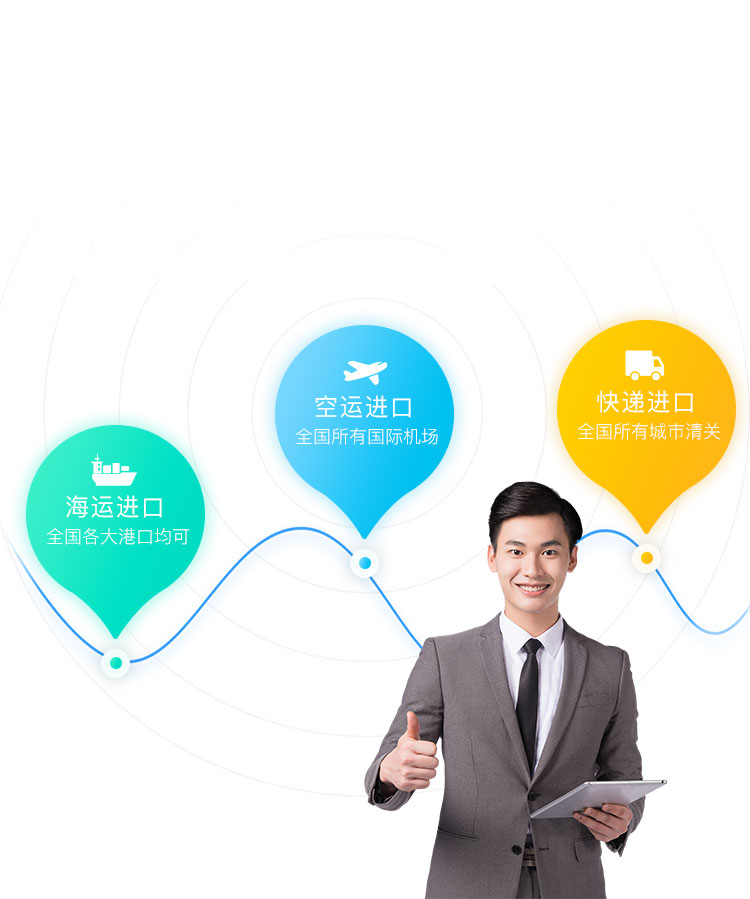 海运进口
全国各大港口均可
空运进口
全国所有国际机场
快递进口
全国所有城市清关